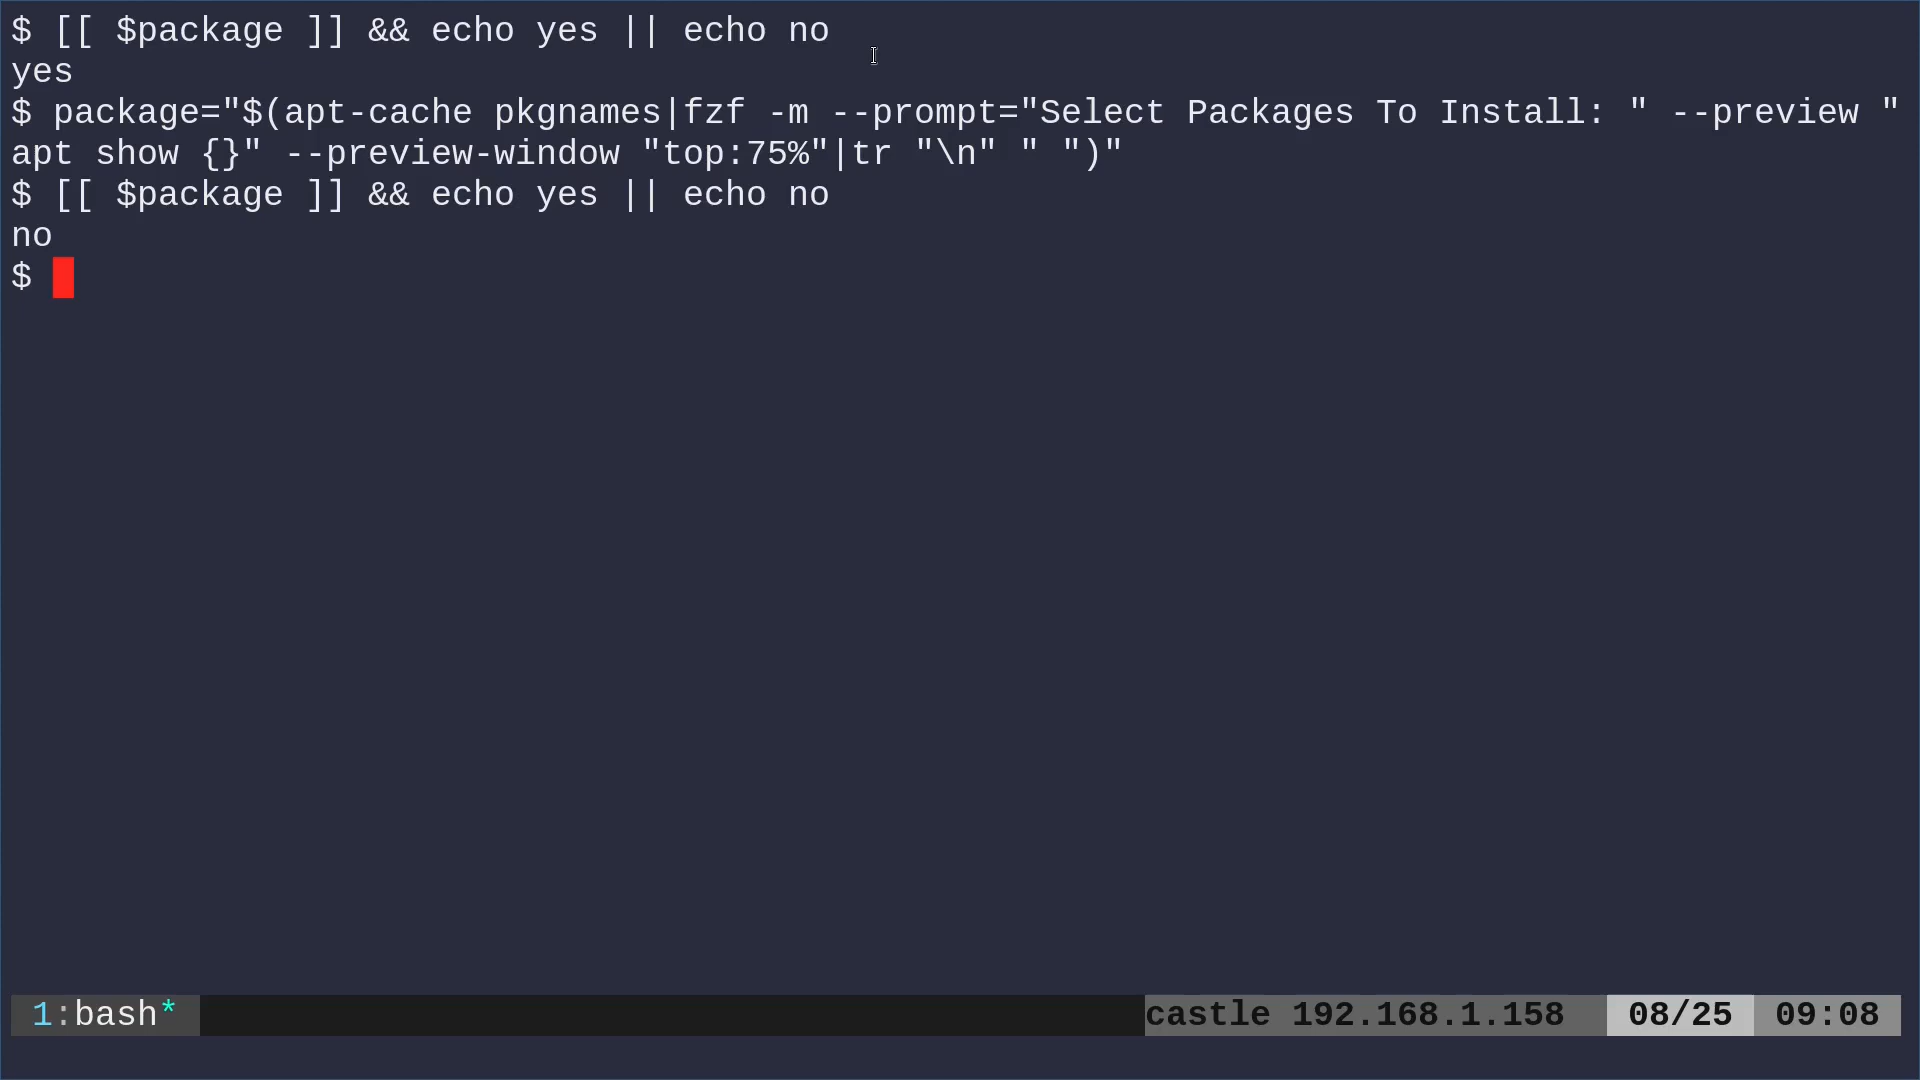 $ [[ $package ]] && echo yes || echo no
yes
$ package="$(apt-cache pkgnames|fzf -m --prompt="Select Packages To Install: " --preview "
apt show {}" --preview-window "top:75%"|tr "\n" " ")"
$ [[ $package ]] && echo yes || echo no
no
$
1:bash* castle 192.168.1.158 08/25 09:08